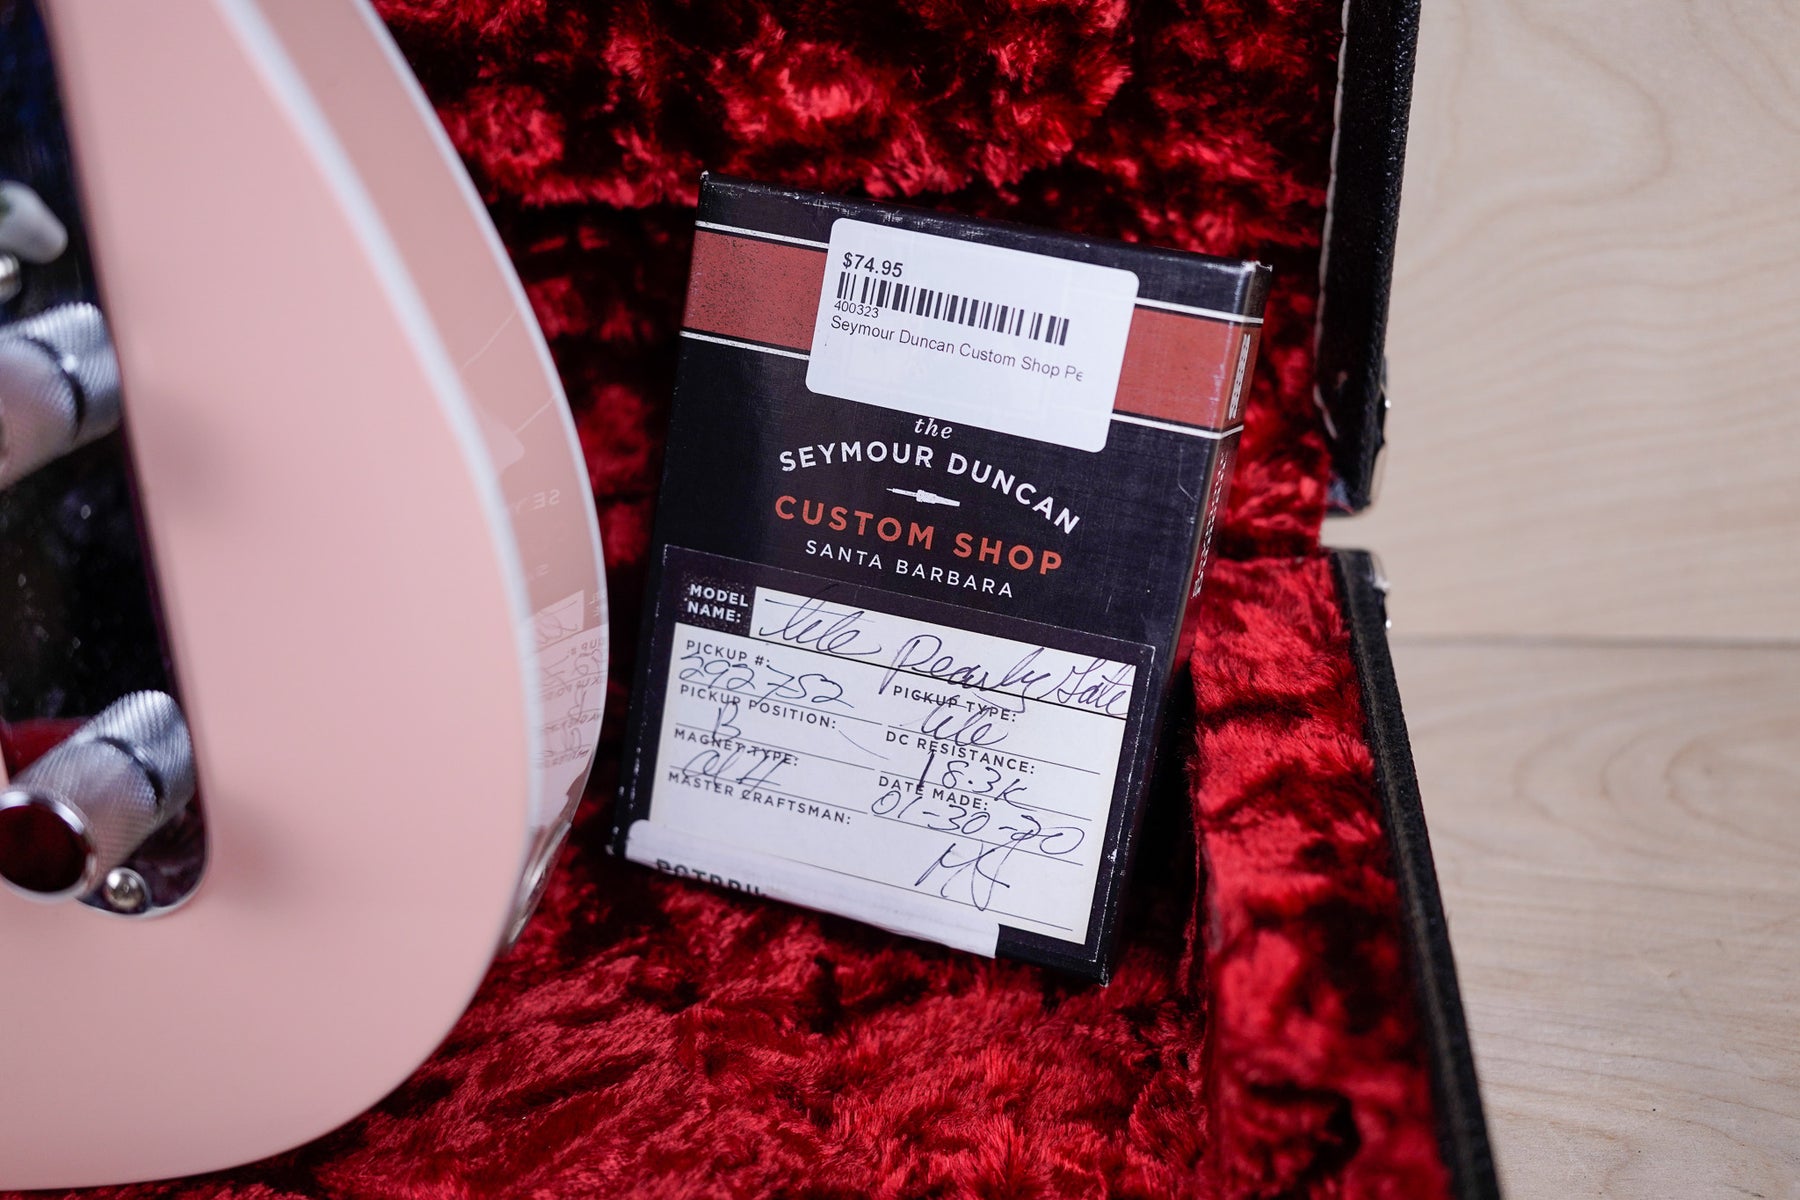 $74.95
400323
Seymour Duncan Custom Shop Pe
the
SEYMOUR DUNCAN
CUSTOM SHOP
SANTA BARBARA
MODEL NAME: tele Pearly Gate
PICKUP #: 292752
PICKUP TYPE: tele
PICKUP POSITION: B
DC RESISTANCE: 18.3K
MAGNET TYPE: al II
DATE MADE: 01-30-20
MASTER CRAFTSMAN: